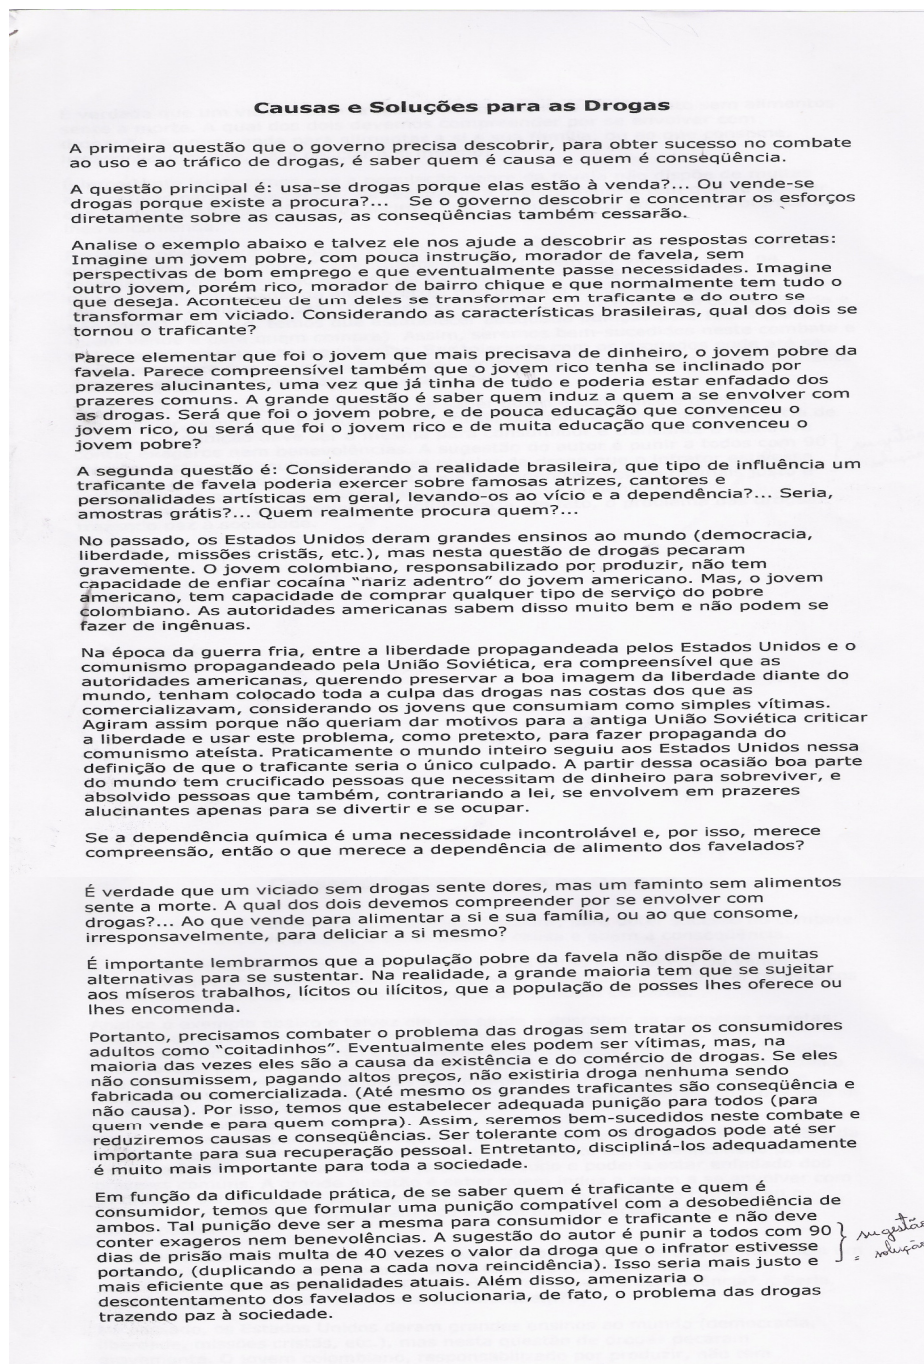 Causas e Soluções para as Drogas
A primeira questão que o governo precisa descobrir, para obter sucesso no combate
ao uso e ao tráfico de drogas, é saber quem é causa e quem é conseqüência.
A questão principal é: usa-se drogas porque elas estão à venda?... Ou vende-se
drogas porque existe a procura?... Se o governo descobrir e concentrar os esforços
diretamente sobre as causas, as conseqüências também cessarão.
Analise o exemplo abaixo e talvez ele nos ajude a descobrir as respostas corretas:
Imagine um jovem pobre, com pouca instrução, morador de favela, sem
perspectivas de bom emprego e que eventualmente passe necessidades. Imagine
outro jovem, porém rico, morador de bairro chique e que normalmente tem tudo o
que deseja. Aconteceu de um deles se transformar em traficante e do outro se
transformar em viciado. Considerando as características brasileiras, qual dos dois se
tornou o traficante?
Parece elementar que foi o jovem que mais precisava de dinheiro, o jovem pobre da
favela. Parece compreensível também que o jovem rico tenha se inclinado por
prazeres alucinantes, uma vez que já tinha de tudo e poderia estar enfadado dos
prazeres comuns. A grande questão é saber quem induz a quem a se envolver com
as drogas. Será que foi o jovem pobre, e de pouca educação que convenceu o
jovem rico, ou será que foi o jovem rico e de muita educação que convenceu o
jovem pobre?
A segunda questão é: Considerando a realidade brasileira, que tipo de influência um
traficante de favela poderia exercer sobre famosas atrizes, cantores e
personalidades artísticas em geral, levando-os ao vício e a dependência?... Seria,
amostras grátis?... Quem realmente procura quem?...
No passado, os Estados Unidos deram grandes ensinos ao mundo (democracia,
liberdade, missões cristãs, etc.), mas nesta questão de drogas pecaram
gravemente. O jovem colombiano, responsabilizado por produzir, não tem
capacidade de enfiar cocaína “nariz adentro” do jovem americano. Mas, o jovem
americano, tem capacidade de comprar qualquer tipo de serviço do pobre
colombiano. As autoridades americanas sabem disso muito bem e não podem se
fazer de ingênuas.
Na época da guerra fria, entre a liberdade propagandeada pelos Estados Unidos e o
comunismo propagandeado pela União Soviética, era compreensível que as
autoridades americanas, querendo preservar a boa imagem da liberdade diante do
mundo, tenham colocado toda a culpa das drogas nas costas dos que as
comercializavam, considerando os jovens que consumiam como simples vítimas.
Agiram assim porque não queriam dar motivos para a antiga União Soviética criticar
a liberdade e usar este problema, como pretexto, para fazer propaganda do
comunismo ateísta. Praticamente o mundo inteiro seguiu aos Estados Unidos nessa
definição de que o traficante seria o único culpado. A partir dessa ocasião boa parte
do mundo tem crucificado pessoas que necessitam de dinheiro para sobreviver, e
absolvido pessoas que também, contrariando a lei, se envolvem em prazeres
alucinantes apenas para se divertir e se ocupar.
Se a dependência química é uma necessidade incontrolável e, por isso, merece
compreensão, então o que merece a dependência de alimento dos favelados?
É verdade que um viciado sem drogas sente dores, mas um faminto sem alimentos
sente a morte. A qual dos dois devemos compreender por se envolver com
drogas?... Ao que vende para alimentar a si e sua família, ou ao que consome,
irresponsavelmente, para deliciar a si mesmo?
É importante lembrarmos que a população pobre da favela não dispõe de muitas
alternativas para se sustentar. Na realidade, a grande maioria tem que se sujeitar
aos míseros trabalhos, lícitos ou ilícitos, que a população de posses lhes oferece ou
lhes encomenda.
Portanto, precisamos combater o problema das drogas sem tratar os consumidores
adultos como “coitadinhos”. Eventualmente eles podem ser vítimas, mas, na
maioria das vezes eles são a causa da existência e do comércio de drogas. Se eles
não consumissem, pagando altos preços, não existiria droga nenhuma sendo
fabricada ou comercializada. (Até mesmo os grandes traficantes são conseqüência e
não causa). Por isso, temos que estabelecer adequada punição para todos (para
quem vende e para quem compra). Assim, seremos bem-sucedidos neste combate e
reduziremos causas e conseqüências. Ser tolerante com os drogados pode até ser
importante para sua recuperação pessoal. Entretanto, discipliná-los adequadamente
é muito mais importante para toda a sociedade.
Em função da dificuldade prática, de se saber quem é traficante e quem é
consumidor, temos que formular uma punição compatível com a desobediência de
ambos. Tal punição deve ser a mesma para consumidor e traficante e não deve
conter exageros nem benevolências. A sugestão do autor é punir a todos com 90
dias de prisão mais multa de 40 vezes o valor da droga que o infrator estivesse
portando, (duplicando a pena a cada nova reincidência). Isso seria mais justo e
mais eficiente que as penalidades atuais. Além disso, amenizaria o
descontentamento dos favelados e solucionaria, de fato, o problema das drogas
trazendo paz à sociedade.
sugestão
= solução